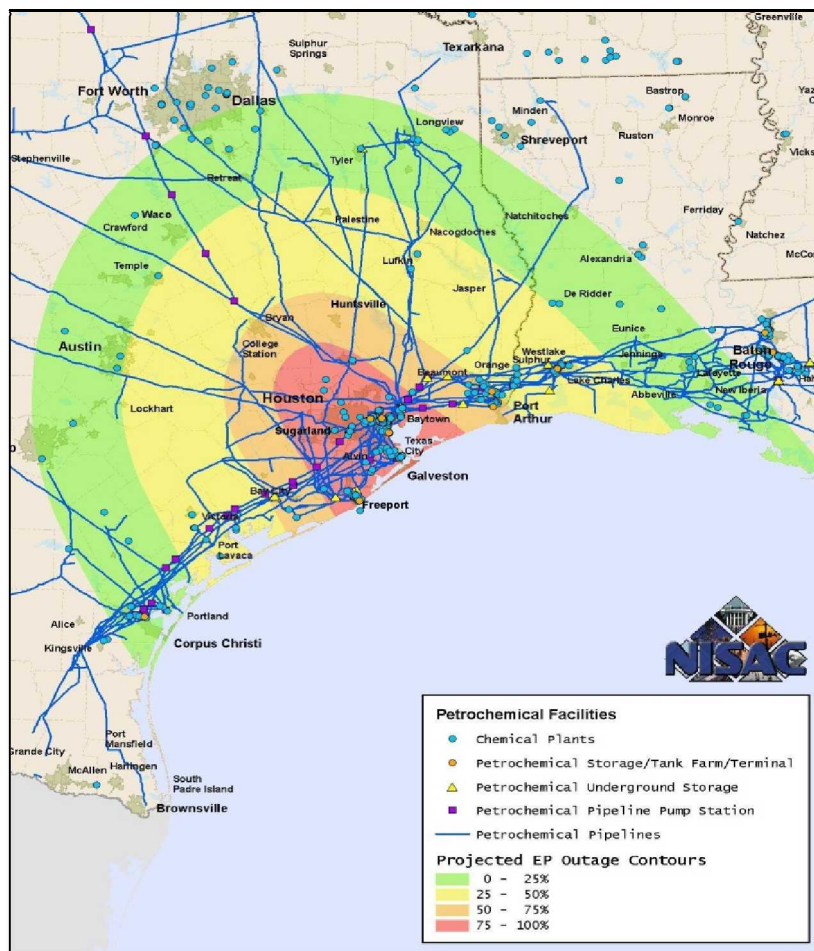 Greenville
Sulphur
Springs
Texarkana
Fort Worth
Dallas
Minden
Bastrop
Monroe
Longview
Shreveport
Ruston
Stephenville
Tyler
Retreat
Waco
Crawford
Palestine
Natchitoches
Ferriday
Natchez
Nacogdoches
Temple
Lufkin
Alexandria
Jasper
De Ridder
Huntsville
Bryan
Eunice
College
Station
Austin
Orange
Sulphur
Westlake
Jennings
Baton
Rouge
Beaumont
Lafayette
Lake Charles
New Iberia
Abbeville
Houston
Lockhart
Port
Arthur
Baytown
Sugarland
Texas
City
Alvin
Galveston
Bay City
Freeport
Victoria
Port
Lavaca
Portland
Alice
Corpus Christi
Kingsville
NISAC
Port
Mansfield
Grande City
McAllen
Harlingen
South
Padre Island
Brownsville
Petrochemical Facilities
Chemical Plants
Petrochemical Storage/Tank Farm/Terminal
Petrochemical Underground Storage
Petrochemical Pipeline Pump Station
Petrochemical Pipelines
Projected EP Outage Contours
0 - 25%
25 - 50%
50 - 75%
75 - 100%